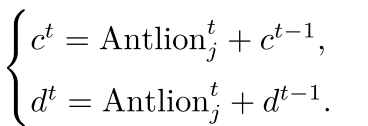 c^t = Antlion_j^t + c^{t-1},
d^t = Antlion_j^t + d^{t-1}.